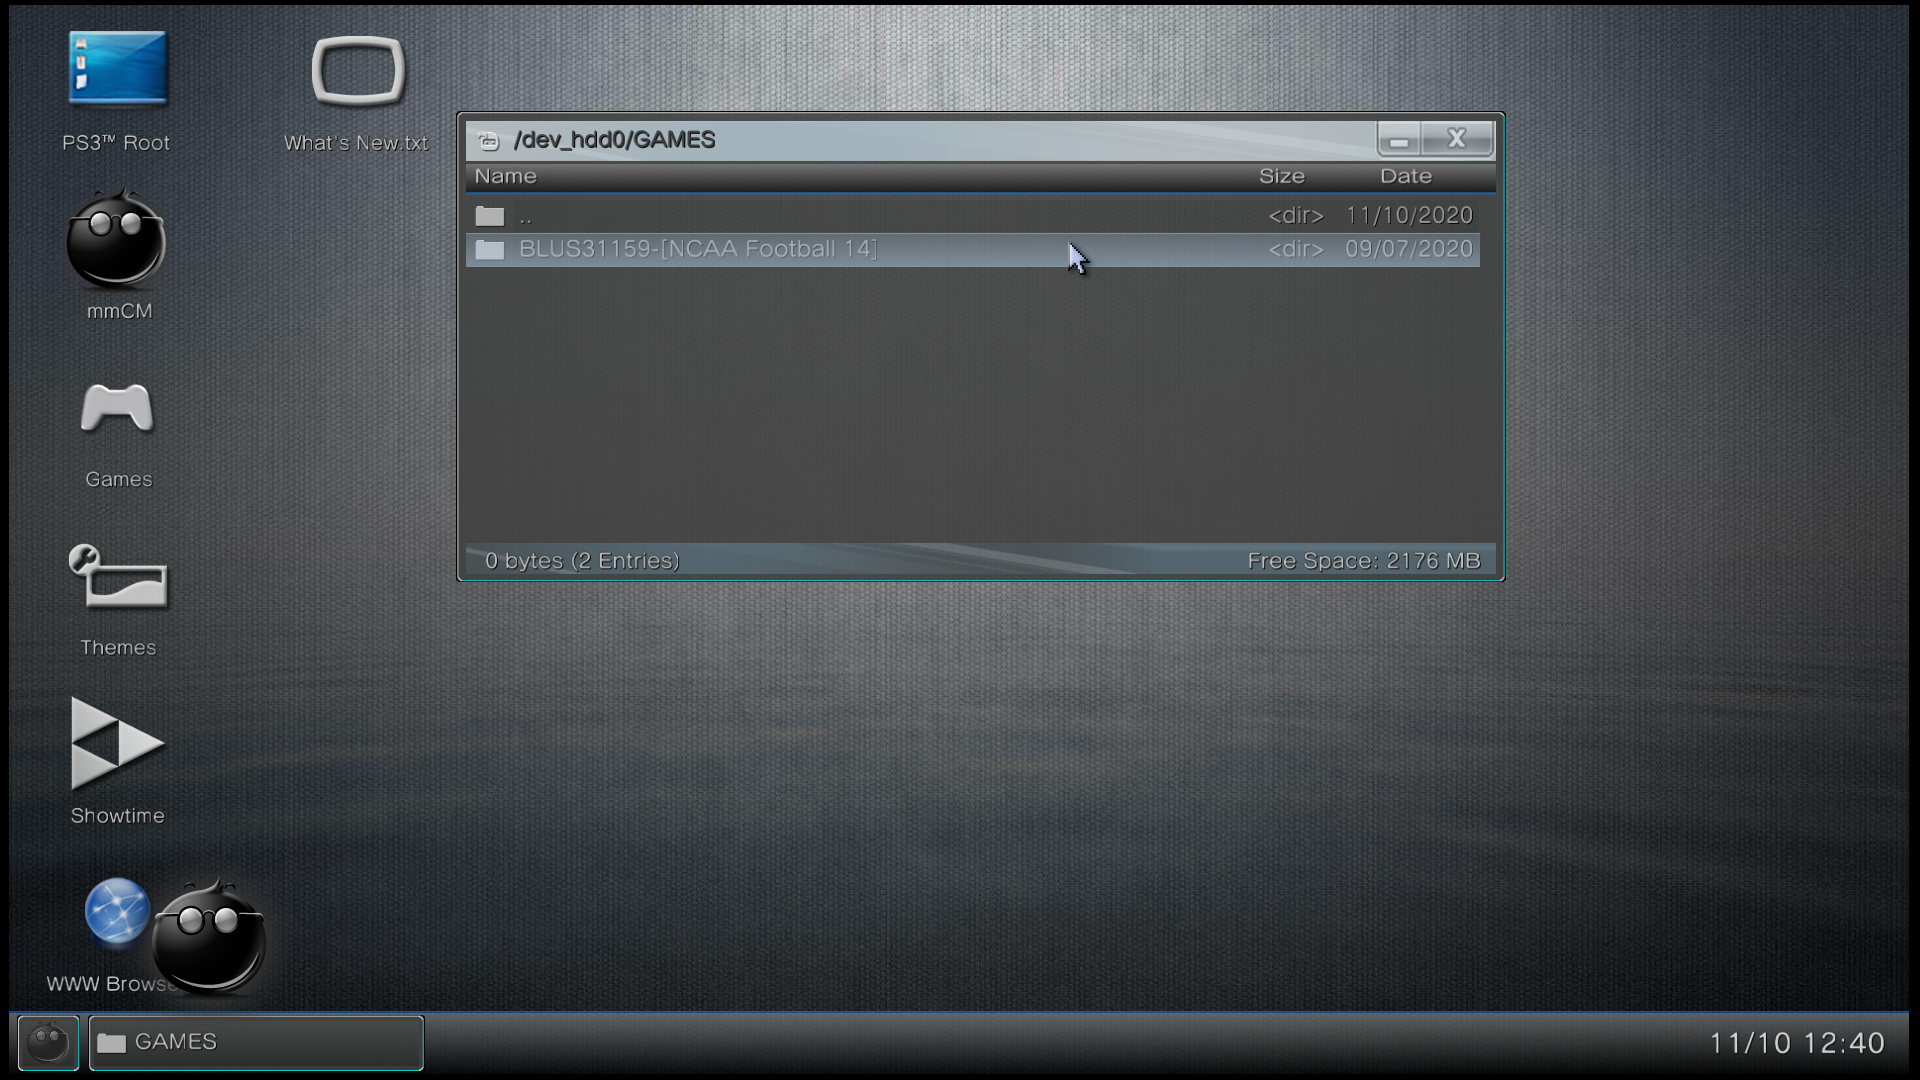 PS3™ Root
What's New.txt
mmCM
Games
Themes
Showtime
WWW Browse
/dev_hdd0/GAMES
X
Name Size Date
.. <dir> 11/10/2020
BLUS31159-[NCAA Football 14] <dir> 09/07/2020
0 bytes (2 Entries) Free Space: 2176 MB
GAMES
11/10 12:40